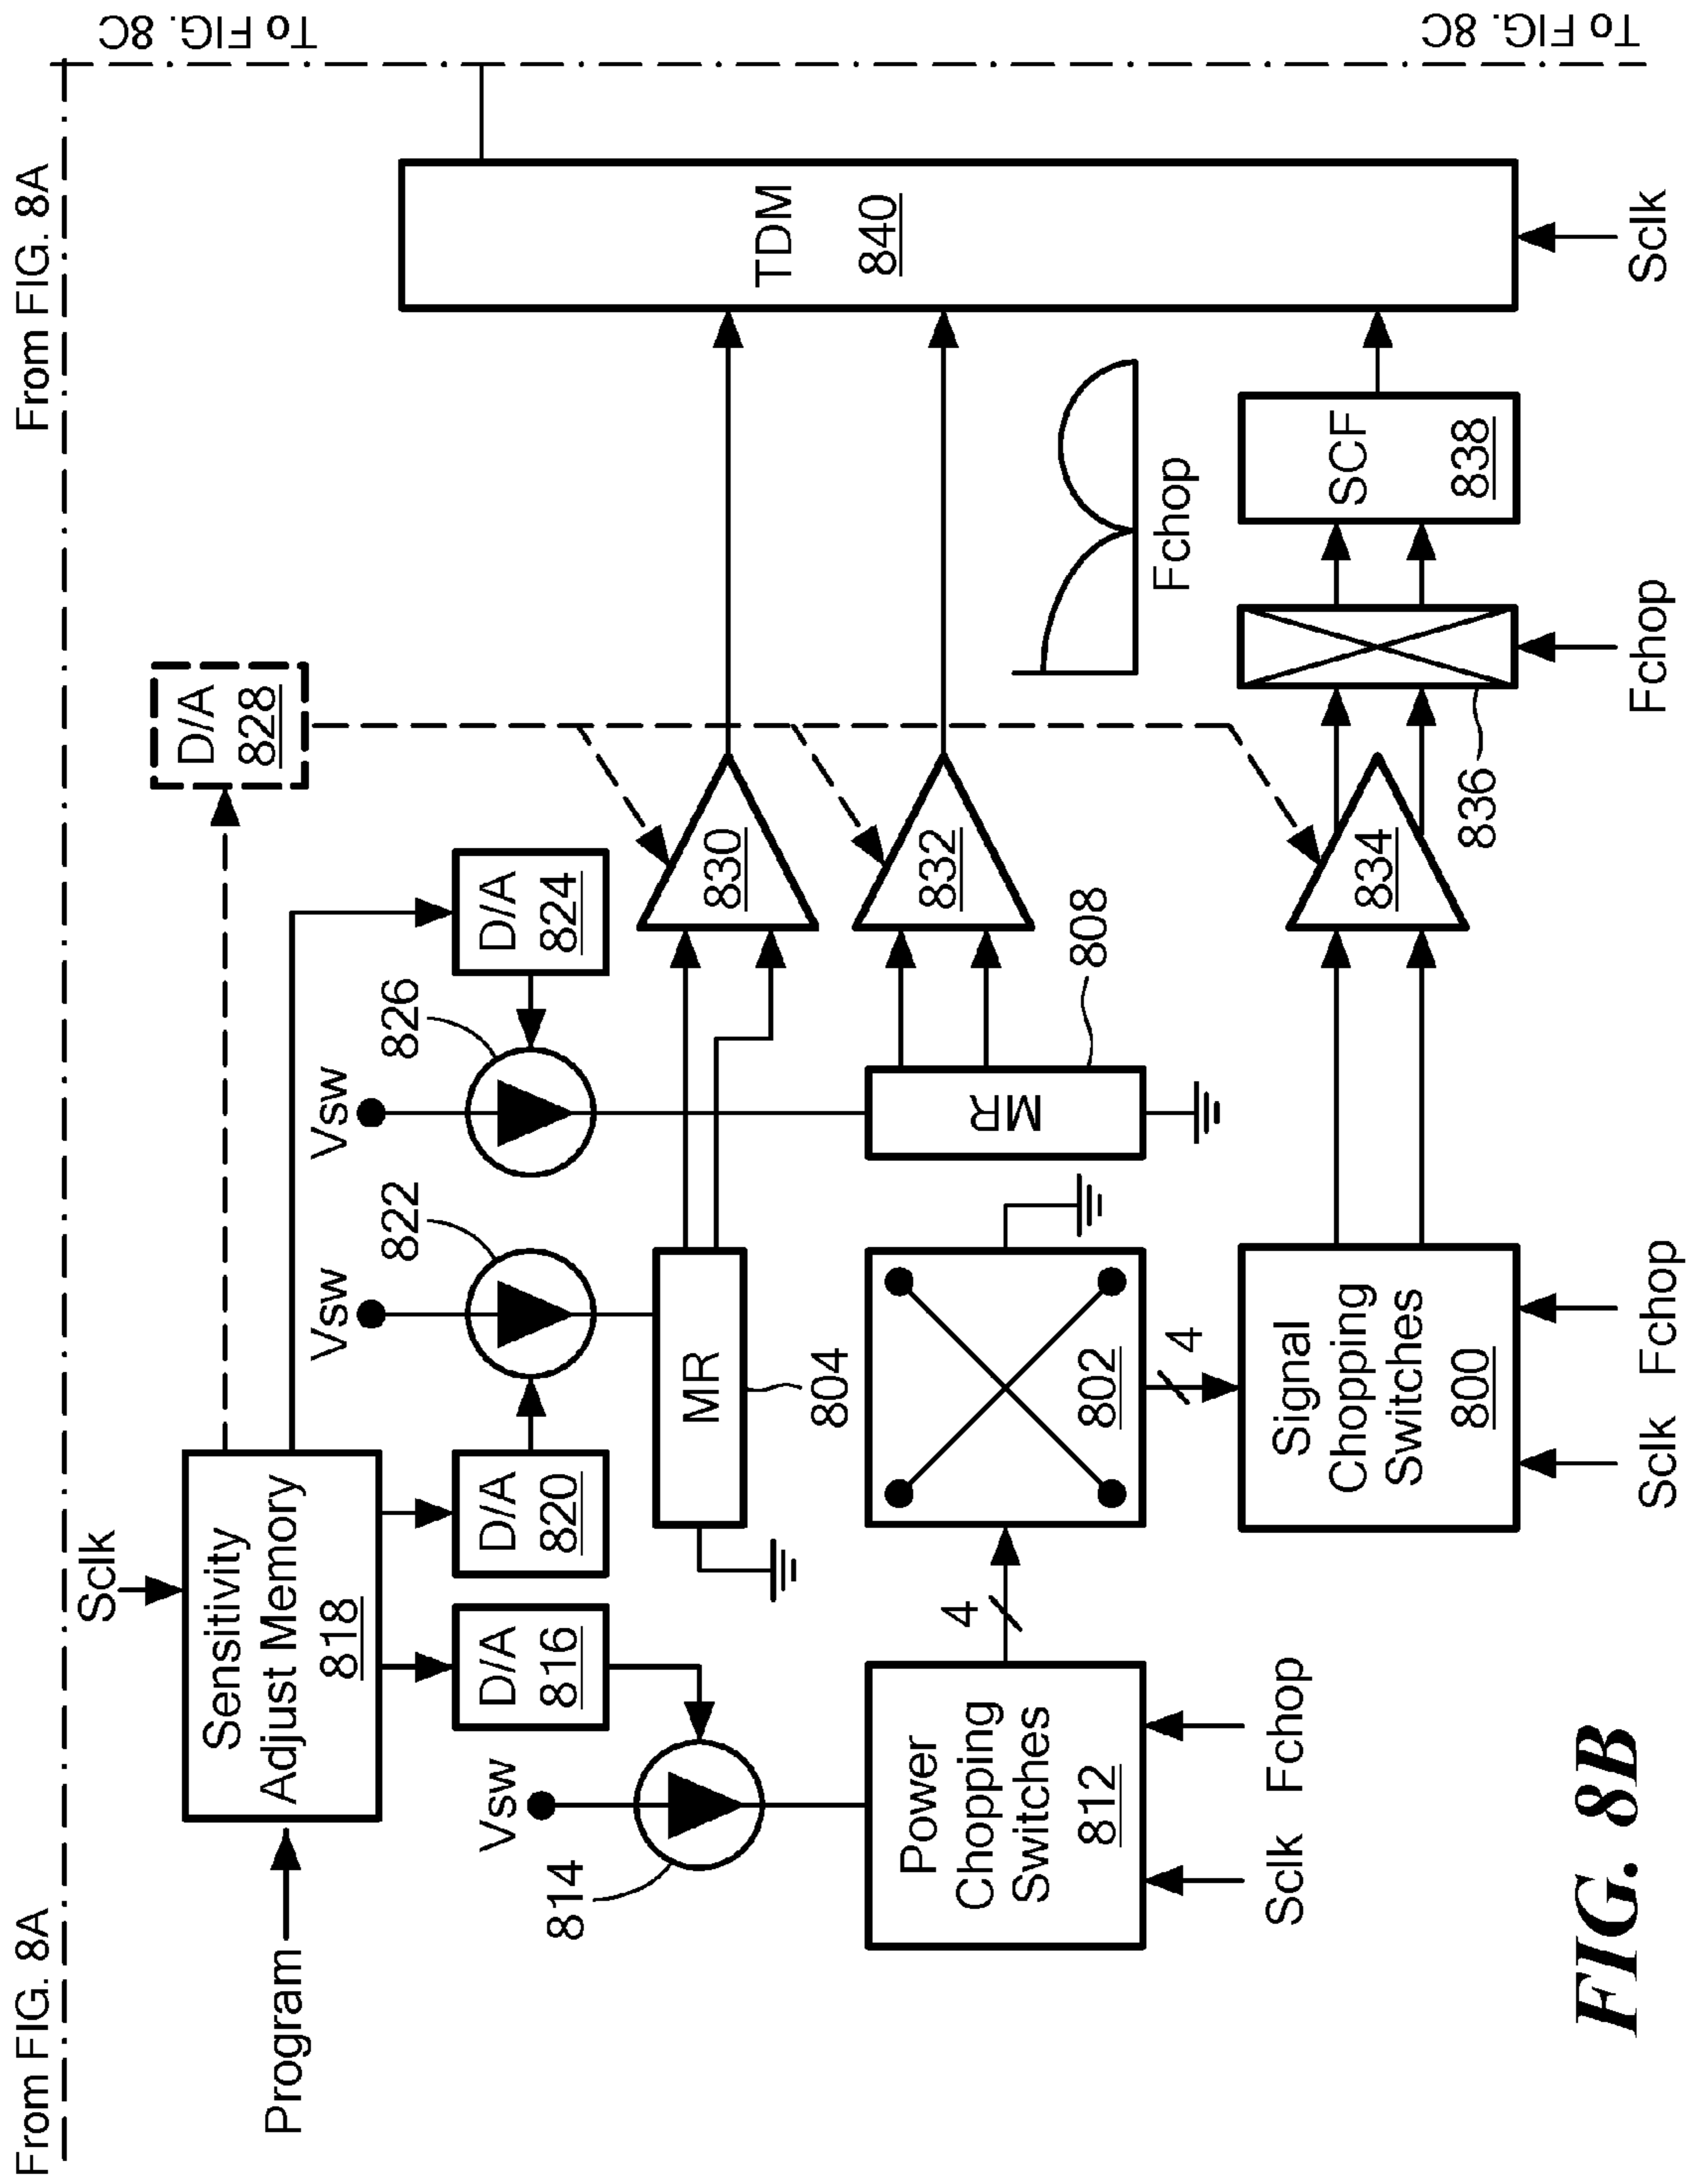 From FIG. 8A
From FIG. 8A
To FIG. 8C
To FIG. 8C
Program
Sclk
Sensitivity
Adjust Memory
818
D/A
828
D/A
816
D/A
820
D/A
824
Vsw
814
Vsw
822
Vsw
826
MR
804
MR
808
830
832
834
Power
Chopping
Switches
812
Sclk
Fchop
4
802
4
Signal
Chopping
Switches
800
Sclk
Fchop
836
Fchop
Fchop
SCF
838
TDM
840
Sclk
FIG. 8B